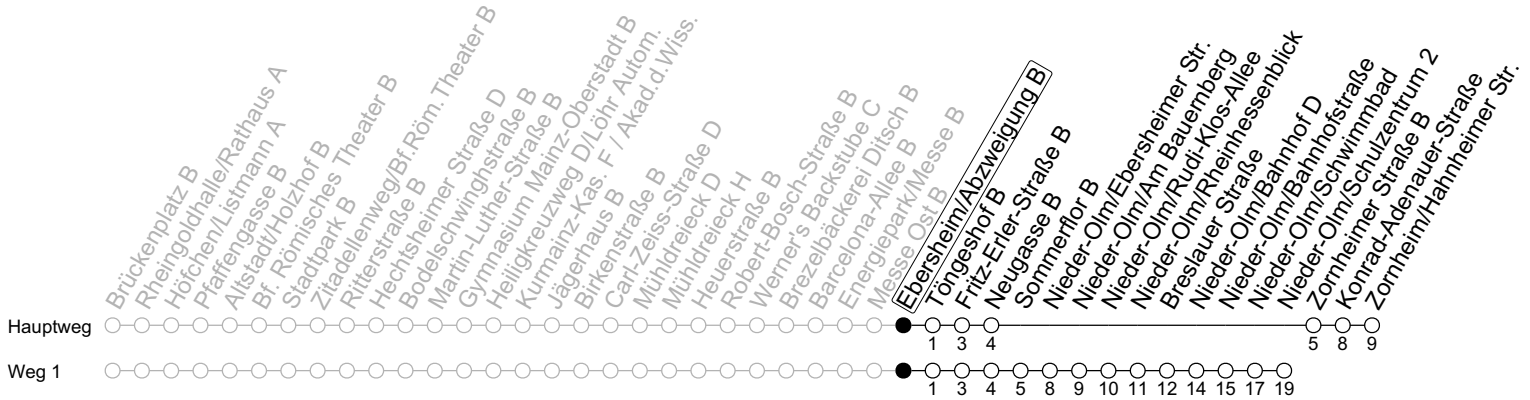 Brückenplatz B
Rheingoldhalle/Rathaus A
Höfchen/Listmann A
Pfaffengasse B
Altstadt/Holzhof B
Bf. Römisches Theater B
Stadtpark B
Zitadellenweg/Bf.Röm. Theater B
Ritterstraße B
Hechtsheimer Straße D
Bodelschwinghstraße B
Martin-Luther-Straße B
Gymnasium Mainz-Oberstadt B
Heiligkreuzweg D/Löhr Autom.
Kurmainz-Kas. F / Akad.d.Wiss.
Jägerhaus B
Birkenstraße B
Carl-Zeiss-Straße D
Mühldreieck D
Mühldreieck H
Heuerstraße B
Robert-Bosch-Straße B
Werner's Backstube C
Brezelbäckerei Ditsch B
Barcelona-Allee B
Energiepark/Messe B
Messe Ost B
Ebersheim/Abzweigung B
Töngeshof B
Fritz-Erler-Straße B
Neugasse B
Sommerflor B
Nieder-Olm/Ebersheimer Str.
Nieder-Olm/Am Bauernberg
Nieder-Olm/Rudi-Klos-Allee
Nieder-Olm/Rheinhessenblick
Breslauer Straße
Nieder-Olm/Bahnhof D
Nieder-Olm/Bahnhofstraße
Nieder-Olm/Schwimmbad
Nieder-Olm/Schulzentrum 2
Zornheimer Straße B
Konrad-Adenauer-Straße
Zornheim/Hahnheimer Str.
Hauptweg
1 3 4 5 8 9
Weg 1
1 3 4 5 8 9 10 11 12 14 15 17 19